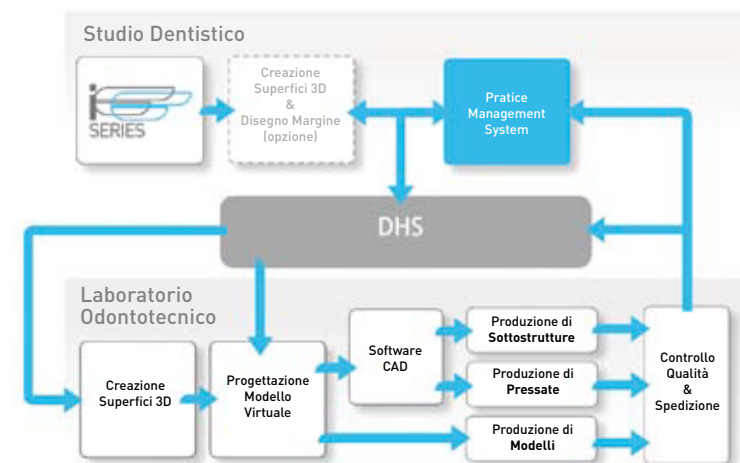 Studio Dentistico
SERIES
Creazione
Superfici 3D
&
Disegno Margine
(opzione)
Pratice
Management
System
DHS
Laboratorio
Odontotecnico
Creazione
Superfici 3D
Progettazione
Modello
Virtuale
Software
CAD
Produzione di
Sottostrutture
Produzione di
Pressate
Produzione di
Modelli
Controllo
Qualità
&
Spedizione